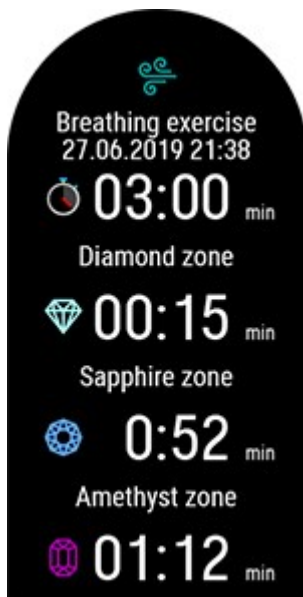 Breathing exercise
27.06.2019 21:38
03:00 min
Diamond zone
00:15 min
Sapphire zone
0:52 min
Amethyst zone
01:12 min